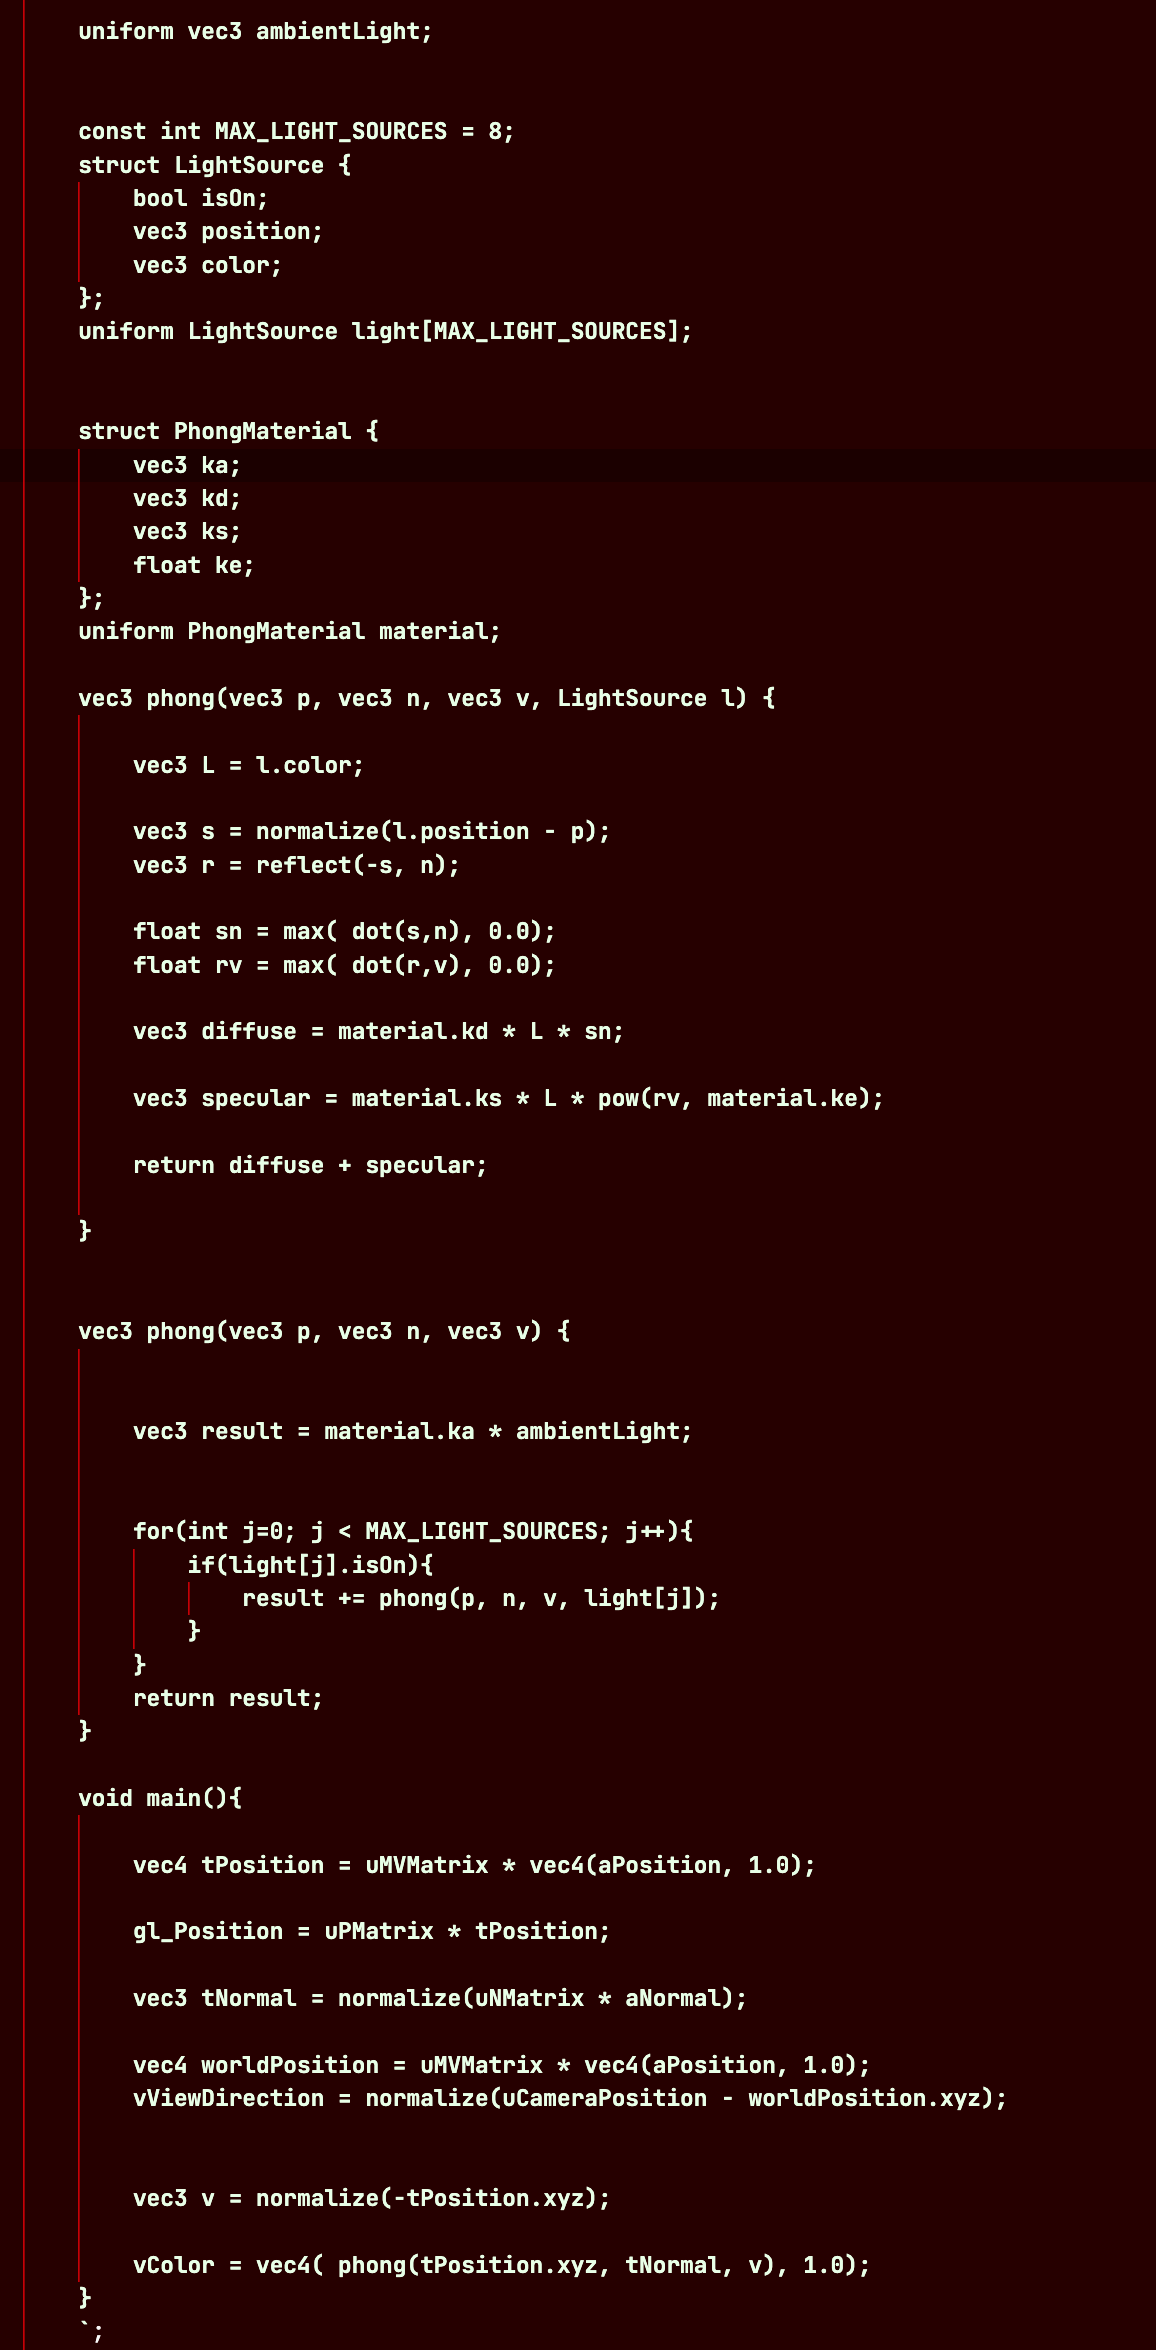 uniform vec3 ambientLight;
const int MAX_LIGHT_SOURCES = 8;
struct LightSource {
bool isOn;
vec3 position;
vec3 color;
};
uniform LightSource light[MAX_LIGHT_SOURCES];
struct PhongMaterial {
vec3 ka;
vec3 kd;
vec3 ks;
float ke;
};
uniform PhongMaterial material;
vec3 phong(vec3 p, vec3 n, vec3 v, LightSource l) {
vec3 L = l.color;
vec3 s = normalize(l.position - p);
vec3 r = reflect(-s, n);
float sn = max( dot(s,n), 0.0);
float rv = max( dot(r,v), 0.0);
vec3 diffuse = material.kd * L * sn;
vec3 specular = material.ks * L * pow(rv, material.ke);
return diffuse + specular;
}
vec3 phong(vec3 p, vec3 n, vec3 v) {
vec3 result = material.ka * ambientLight;
for(int j=0; j < MAX_LIGHT_SOURCES; j++){
if(light[j].isOn){
result += phong(p, n, v, light[j]);
}
}
return result;
}
void main(){
vec4 tPosition = uMVMatrix * vec4(aPosition, 1.0);
gl_Position = uPMatrix * tPosition;
vec3 tNormal = normalize(uNMatrix * aNormal);
vec4 worldPosition = uMVMatrix * vec4(aPosition, 1.0);
vViewDirection = normalize(uCameraPosition - worldPosition.xyz);
vec3 v = normalize(-tPosition.xyz);
vColor = vec4( phong(tPosition.xyz, tNormal, v), 1.0);
}
`;